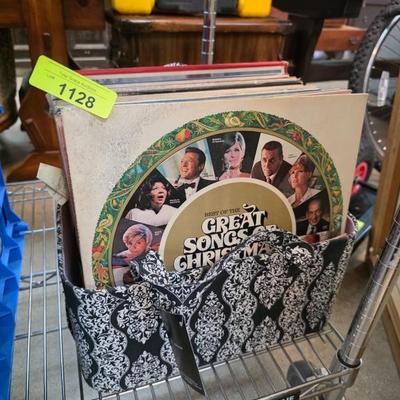 1128
BEST OF THE
GREAT
SONGS OF
CHRISTMAS